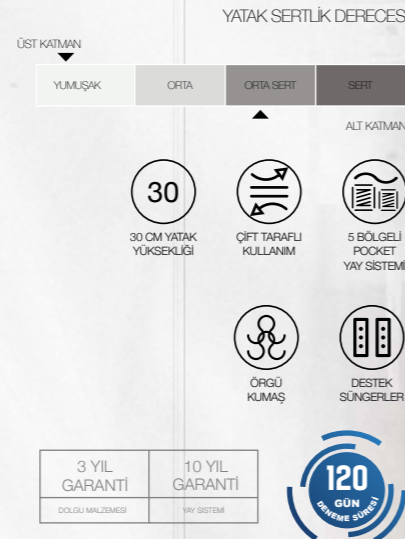 YATAK SERTLİK DERECES
ÜST KATMAN
YUMUŞAK ORTA ORTA SERT SERT
ALT KATMAN
30
30 CM YATAK
YÜKSEKLİĞİ
ÇİFT TARAFLI
KULLANIM
5 BÖLGELİ
POCKET
YAY SİSTEMİ
ÖRGÜ
KUMAŞ
DESTEK
SÜNGERLER
3 YIL
GARANTİ
DOLGU MALZEMESİ
10 YIL
GARANTİ
YAY SİSTEMİ
120
GÜN
DENEME SÜRESİ